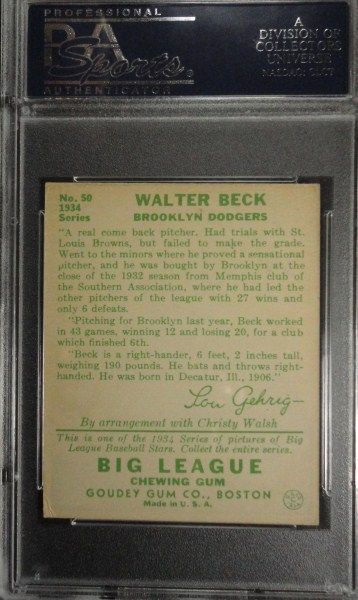 PROFESSIONAL
PSA
Sports
AUTHENTICATOR
A
DIVISION OF
COLLECTORS
UNIVERSE
NASDAQ: CLCT
No. 50
1934
Series
WALTER BECK
BROOKLYN DODGERS
"A real come back pitcher. Had trials with St.
Louis Browns, but failed to make the grade.
Went to the minors where he proved a sensational
pitcher, and he was bought by Brooklyn at the
close of the 1932 season from Memphis club of
the Southern Association, where he had led the
other pitchers of the league with 27 wins and
only 6 defeats.
"Pitching for Brooklyn last year, Beck worked
in 43 games, winning 12 and losing 20, for a club
which finished 6th.
"Beck is a right-hander, 6 feet, 2 inches tall,
weighing 190 pounds. He bats and throws right-
handed. He was born in Decatur, Ill., 1906."
Lou Gehrig
By arrangement with Christy Walsh
This is one of the 1934 Series of pictures of Big
League Baseball Stars. Collect the entire series.
BIG LEAGUE
CHEWING GUM
GOUDEY GUM CO., BOSTON
Made in U. S. A.